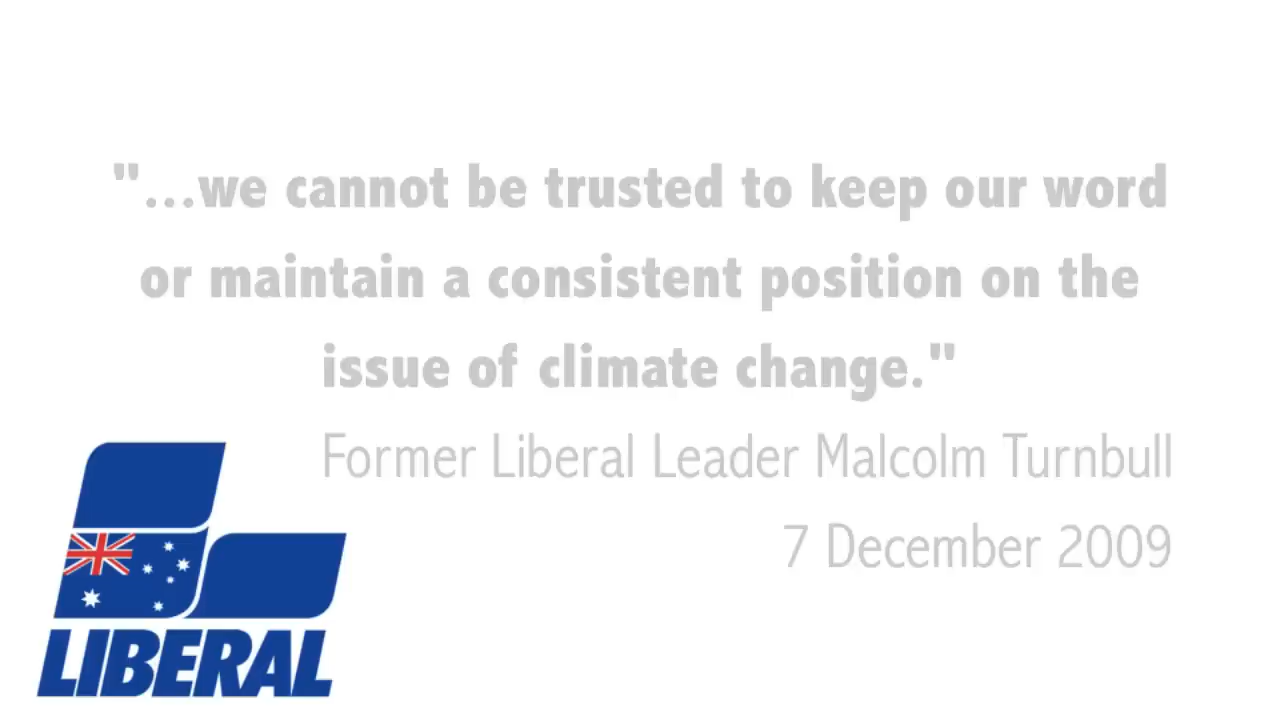 "...we cannot be trusted to keep our word
or maintain a consistent position on the
issue of climate change."
Former Liberal Leader Malcolm Turnbull
7 December 2009
LIBERAL